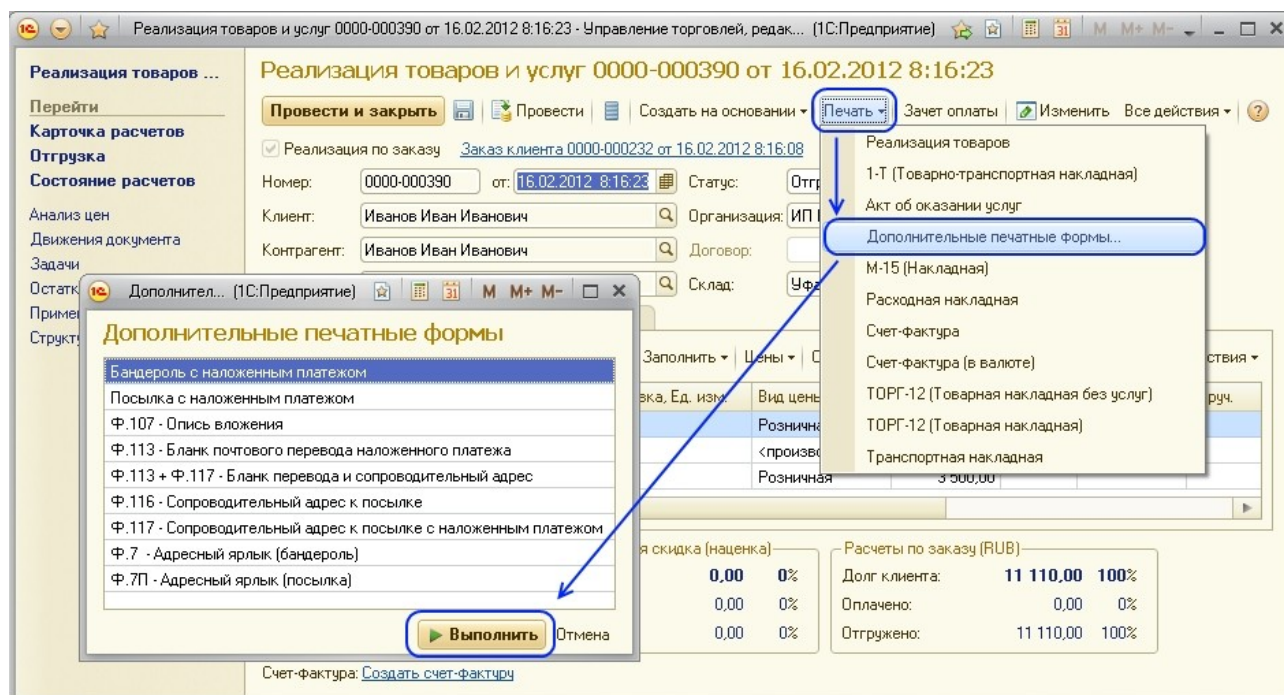 Реализация товаров и услуг 0000-000390 от 16.02.2012 8:16:23 - Управление торговлей, редак... (1С:Предприятие)
M M+ M-
Реализация товаров ...
Перейти
Карточка расчетов
Отгрузка
Состояние расчетов
Анализ цен
Движения документа
Задачи
Реализация товаров и услуг 0000-000390 от 16.02.2012 8:16:23
Провести и закрыть
Провести
Создать на основании
Печать
Зачет оплаты
Изменить
Все действия
Реализация по заказу
Заказ клиента 0000-000232 от 16.02.2012 8:16:08
Номер: 0000-000390 от: 16.02.2012 8:16:23
Статус:
Клиент: Иванов Иван Иванович
Организация: ИП
Контрагент: Иванов Иван Иванович
Договор:
Склад:
Реализация товаров
1-Т (Товарно-транспортная накладная)
Акт об оказании услуг
Дополнительные печатные формы...
М-15 (Накладная)
Расходная накладная
Счет-фактура
Счет-фактура (в валюте)
ТОРГ-12 (Товарная накладная без услуг)
ТОРГ-12 (Товарная накладная)
Транспортная накладная
Дополнител... (1С:Предприятие)
M M+ M-
Дополнительные печатные формы
Бандероль с наложенным платежом
Посылка с наложенным платежом
Ф.107 - Опись вложения
Ф.113 - Бланк почтового перевода наложенного платежа
Ф.113 + Ф.117 - Бланк перевода и сопроводительный адрес
Ф.116 - Сопроводительный адрес к посылке
Ф.117 - Сопроводительный адрес к посылке с наложенным платежом
Ф.7 - Адресный ярлык (бандероль)
Ф.7П - Адресный ярлык (посылка)
Выполнить
Отмена
Заполнить
Цены
Ед. изм.
Вид цены
руч.
Розничная
3 500,00
скидка (наценка)
0,00 0%
0,00 0%
0,00 0%
Расчеты по заказу (RUB)
Долг клиента: 11 110,00 100%
Оплачено: 0,00 0%
Отгружено: 11 110,00 100%
Счет-фактура: Создать счет-фактуру